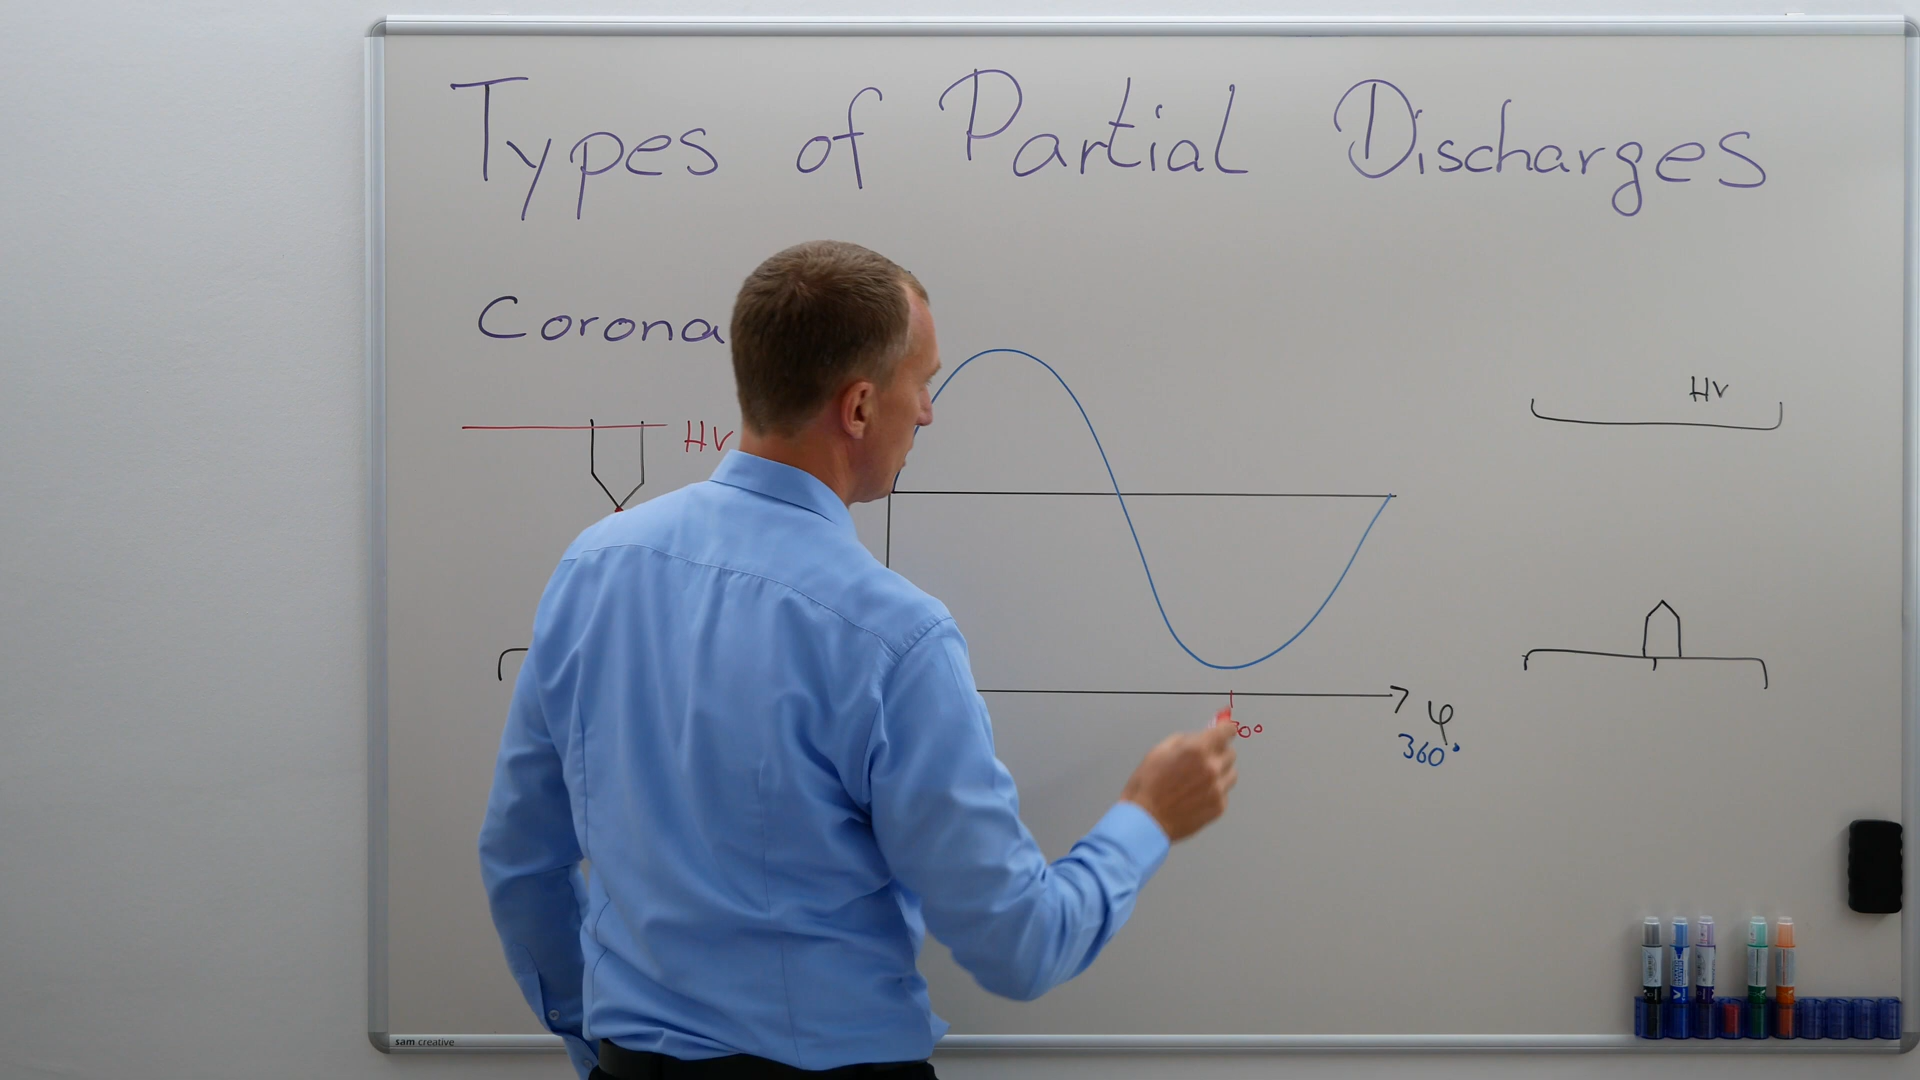 Types of Partial Discharges
Corona
HV
HV
φ
360°
sam creative